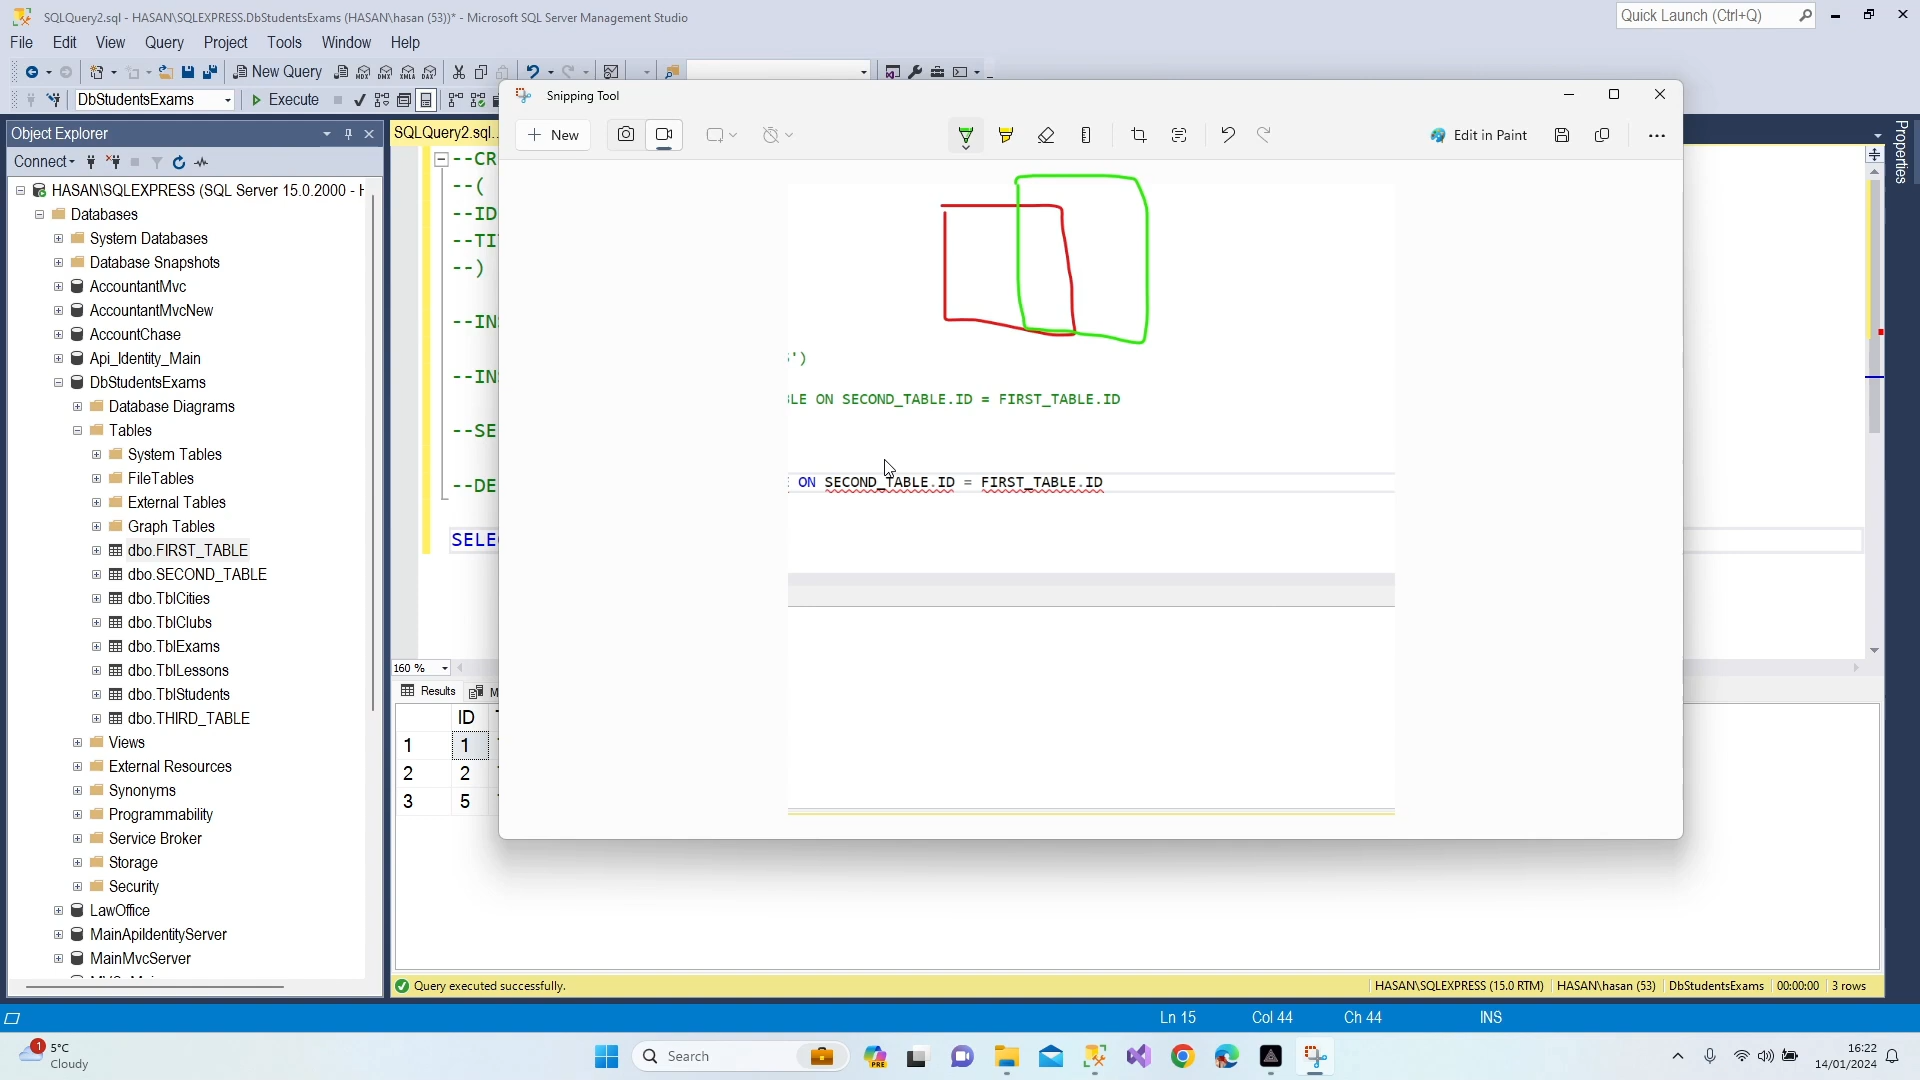 SQLQuery2.sql - HASAN\SQLEXPRESS.DbStudentsExams (HASAN\hasan (53))* - Microsoft SQL Server Management Studio
Quick Launch (Ctrl+Q)
File Edit View Query Project Tools Window Help
New Query
MDX DMX XMLA DAX
DbStudentsExams
Execute
Snipping Tool
New
Edit in Paint
Object Explorer
Connect
HASAN\SQLEXPRESS (SQL Server 15.0.2000 - H
Databases
System Databases
Database Snapshots
AccountantMvc
AccountantMvcNew
AccountChase
Api_Identity_Main
DbStudentsExams
Database Diagrams
Tables
System Tables
FileTables
External Tables
Graph Tables
dbo.FIRST_TABLE
dbo.SECOND_TABLE
dbo.TblCities
dbo.TblClubs
dbo.TblExams
dbo.TblLessons
dbo.TblStudents
dbo.THIRD_TABLE
Views
External Resources
Synonyms
Programmability
Service Broker
Storage
Security
LawOffice
MainApiIdentityServer
MainMvcServer
SQLQuery2.sql...
--CR
--(
--ID
--TI
--)
--IN
--IN
--SE
--DE
SELE
')
LE ON SECOND_TABLE.ID = FIRST_TABLE.ID
ON SECOND_TABLE.ID = FIRST_TABLE.ID
160 %
Results M
ID
1 1
2 2
3 5
Properties
Query executed successfully.
HASAN\SQLEXPRESS (15.0 RTM) HASAN\hasan (53) DbStudentsExams 00:00:00 3 rows
Ln 15 Col 44 Ch 44 INS
1
5°C
Cloudy
Search
PRE
16:22
14/01/2024